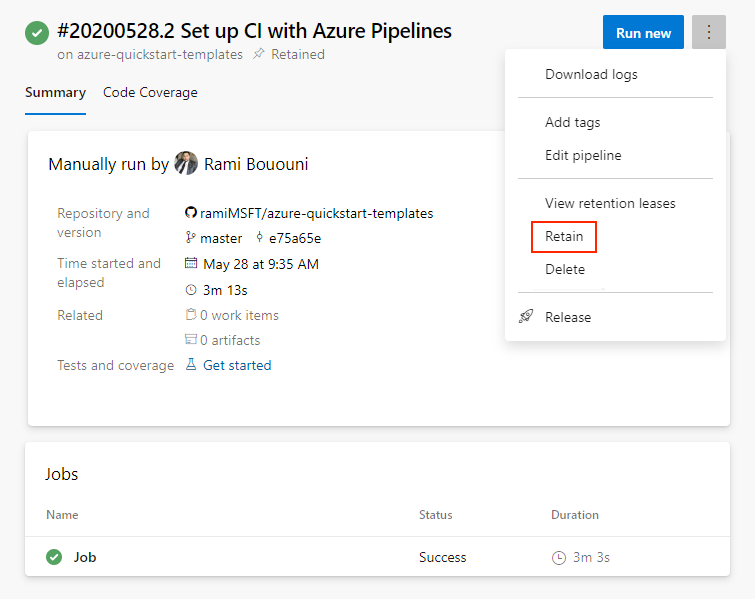 #20200528.2 Set up CI with Azure Pipelines
on azure-quickstart-templates Retained
Run new
Summary Code Coverage
Download logs
Add tags
Edit pipeline
View retention leases
Retain
Delete
Release
Manually run by Rami Bououni
Repository and
version
ramiMSFT/azure-quickstart-templates
master e75a65e
Time started and
elapsed
May 28 at 9:35 AM
3m 13s
Related
0 work items
0 artifacts
Tests and coverage
Get started
Jobs
Name Status Duration
Job Success 3m 3s